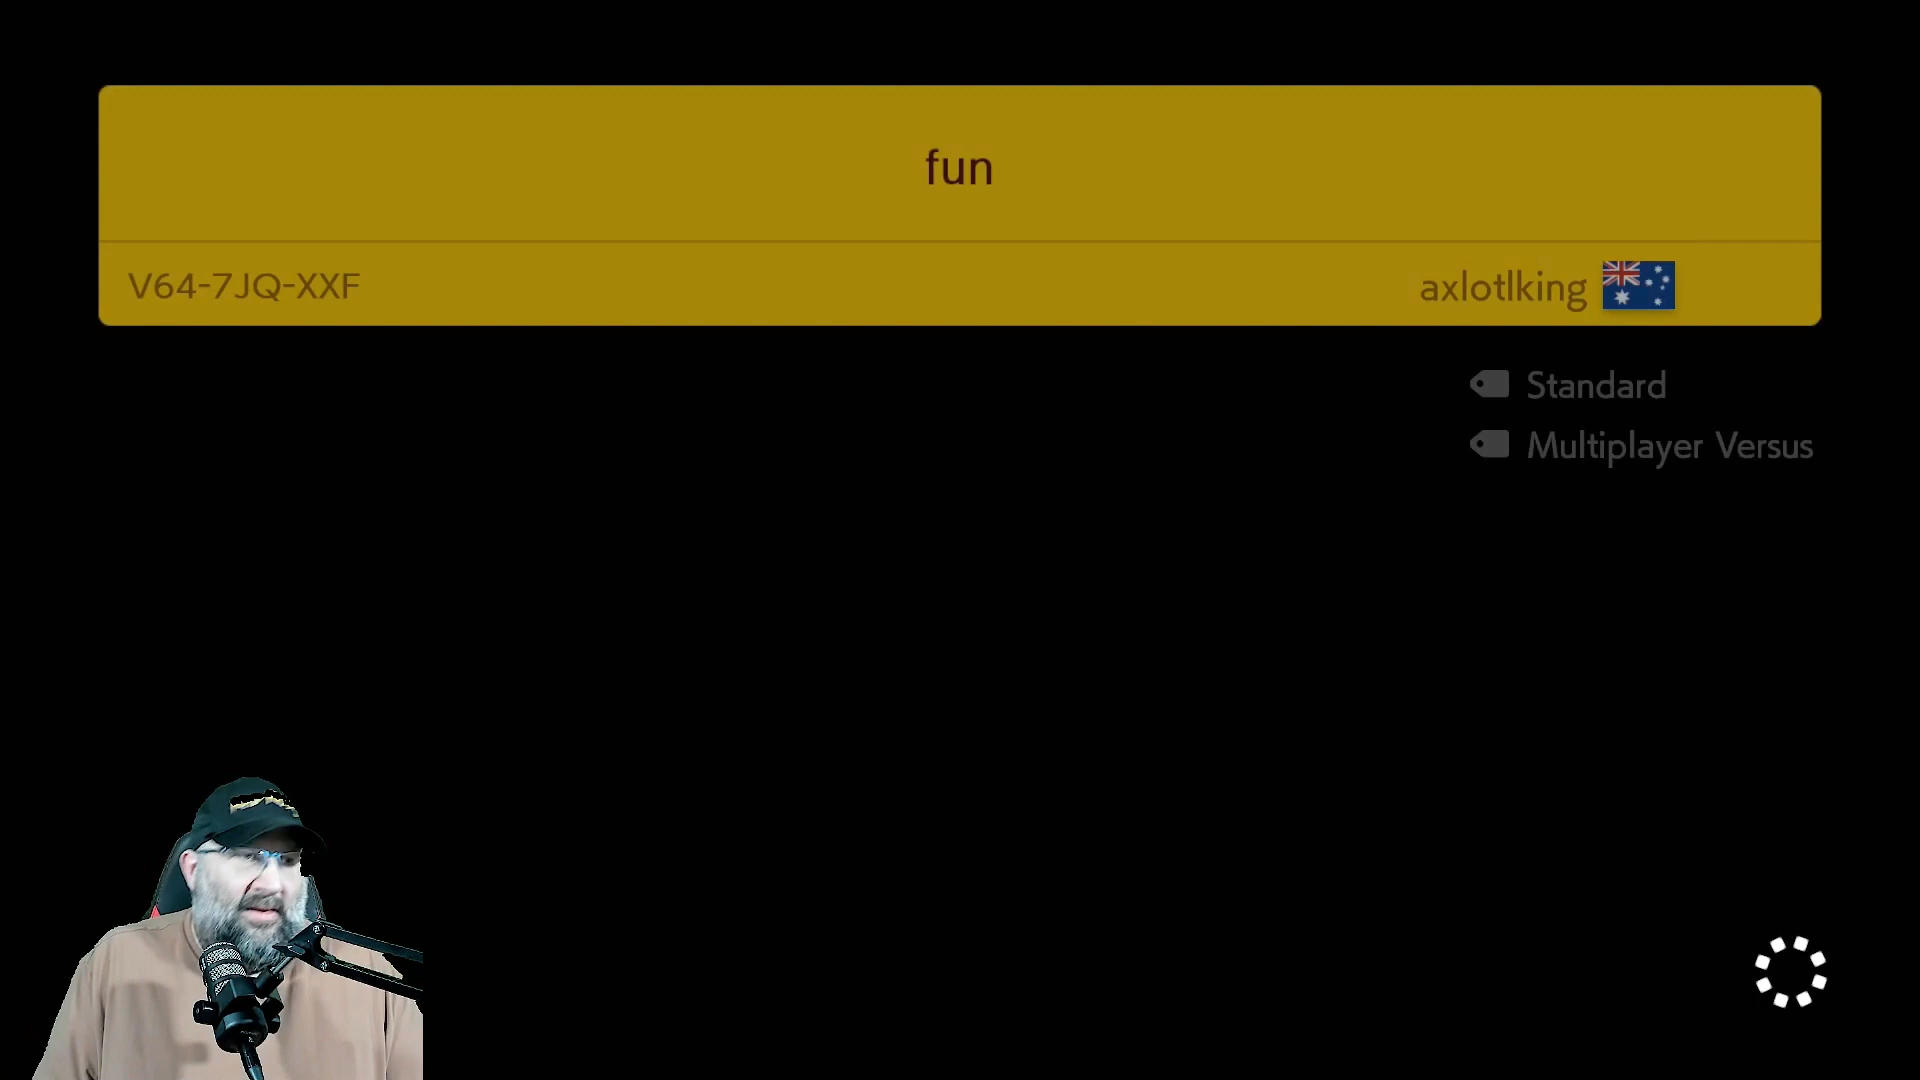 fun
V64-7JQ-XXF
axlotlking
Standard
Multiplayer Versus